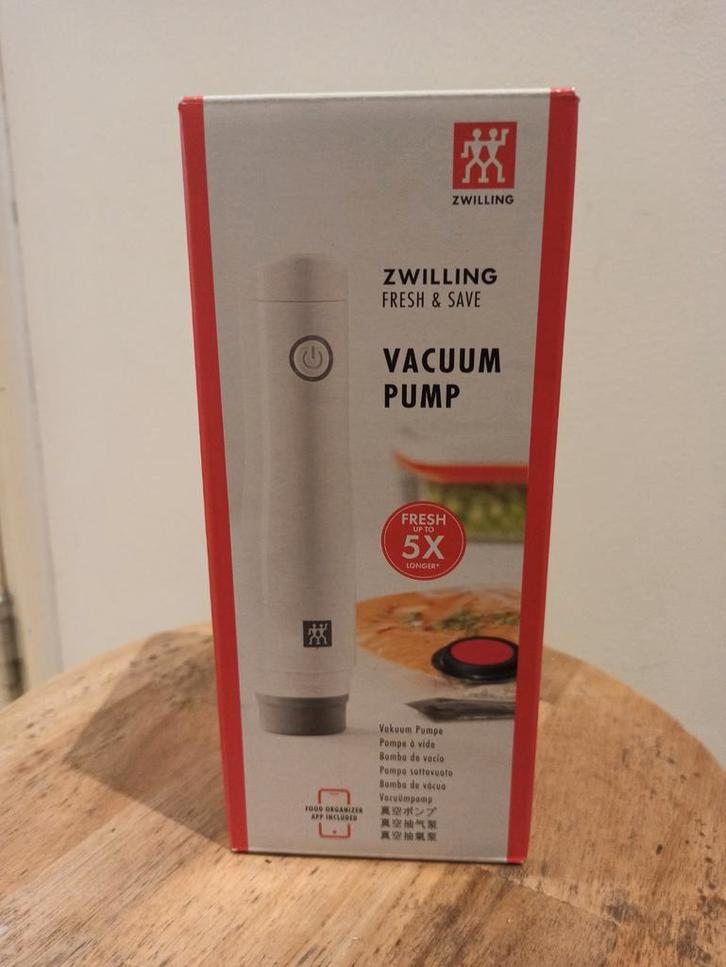 ZWILLING
ZWILLING
FRESH & SAVE
VACUUM
PUMP
FRESH
UP TO
5X
LONGER*
Vakuum Pumpe
Pompe à vide
Bomba de vacío
Pompa sottovuoto
Bomba de vácuo
Vacuümpomp
真空ポンプ
真空抽气泵
真空抽氣泵
FOOD ORGANIZER
APP INCLUDED